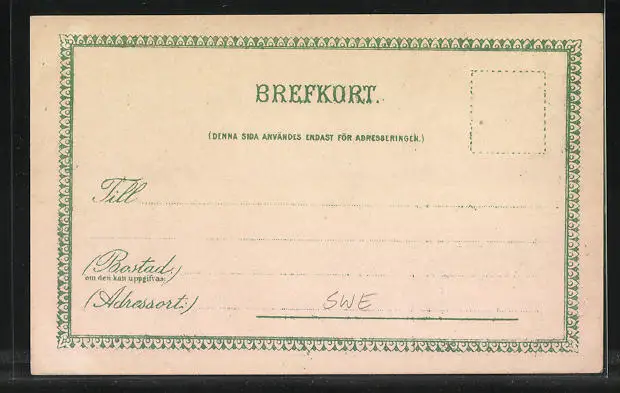 BREFKORT.
(DENNA SIDA ANVÄNDES ENDAST FÖR ADRESSERINGEN.)
Till
(Bostad:)
om den kan uppgifvas:
(Adressort:) SWE